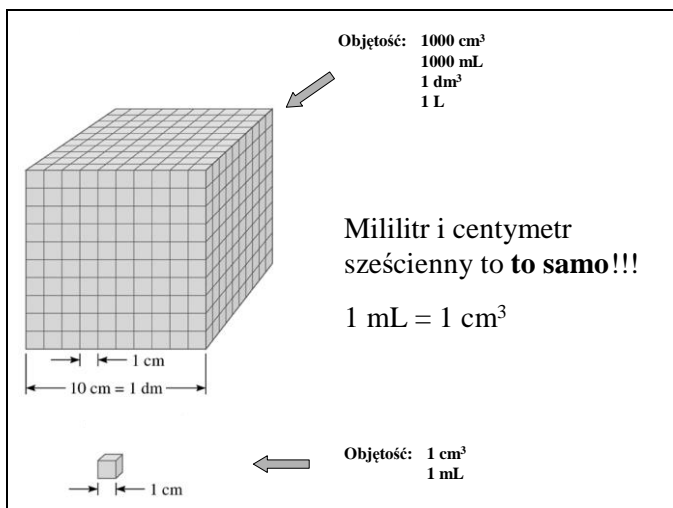 Objętość: 1000 cm³
1000 mL
1 dm³
1 L
Mililitr i centymetr
sześcienny to to samo!!!
1 mL = 1 cm³
1 cm
10 cm = 1 dm
Objętość: 1 cm³
1 mL
1 cm